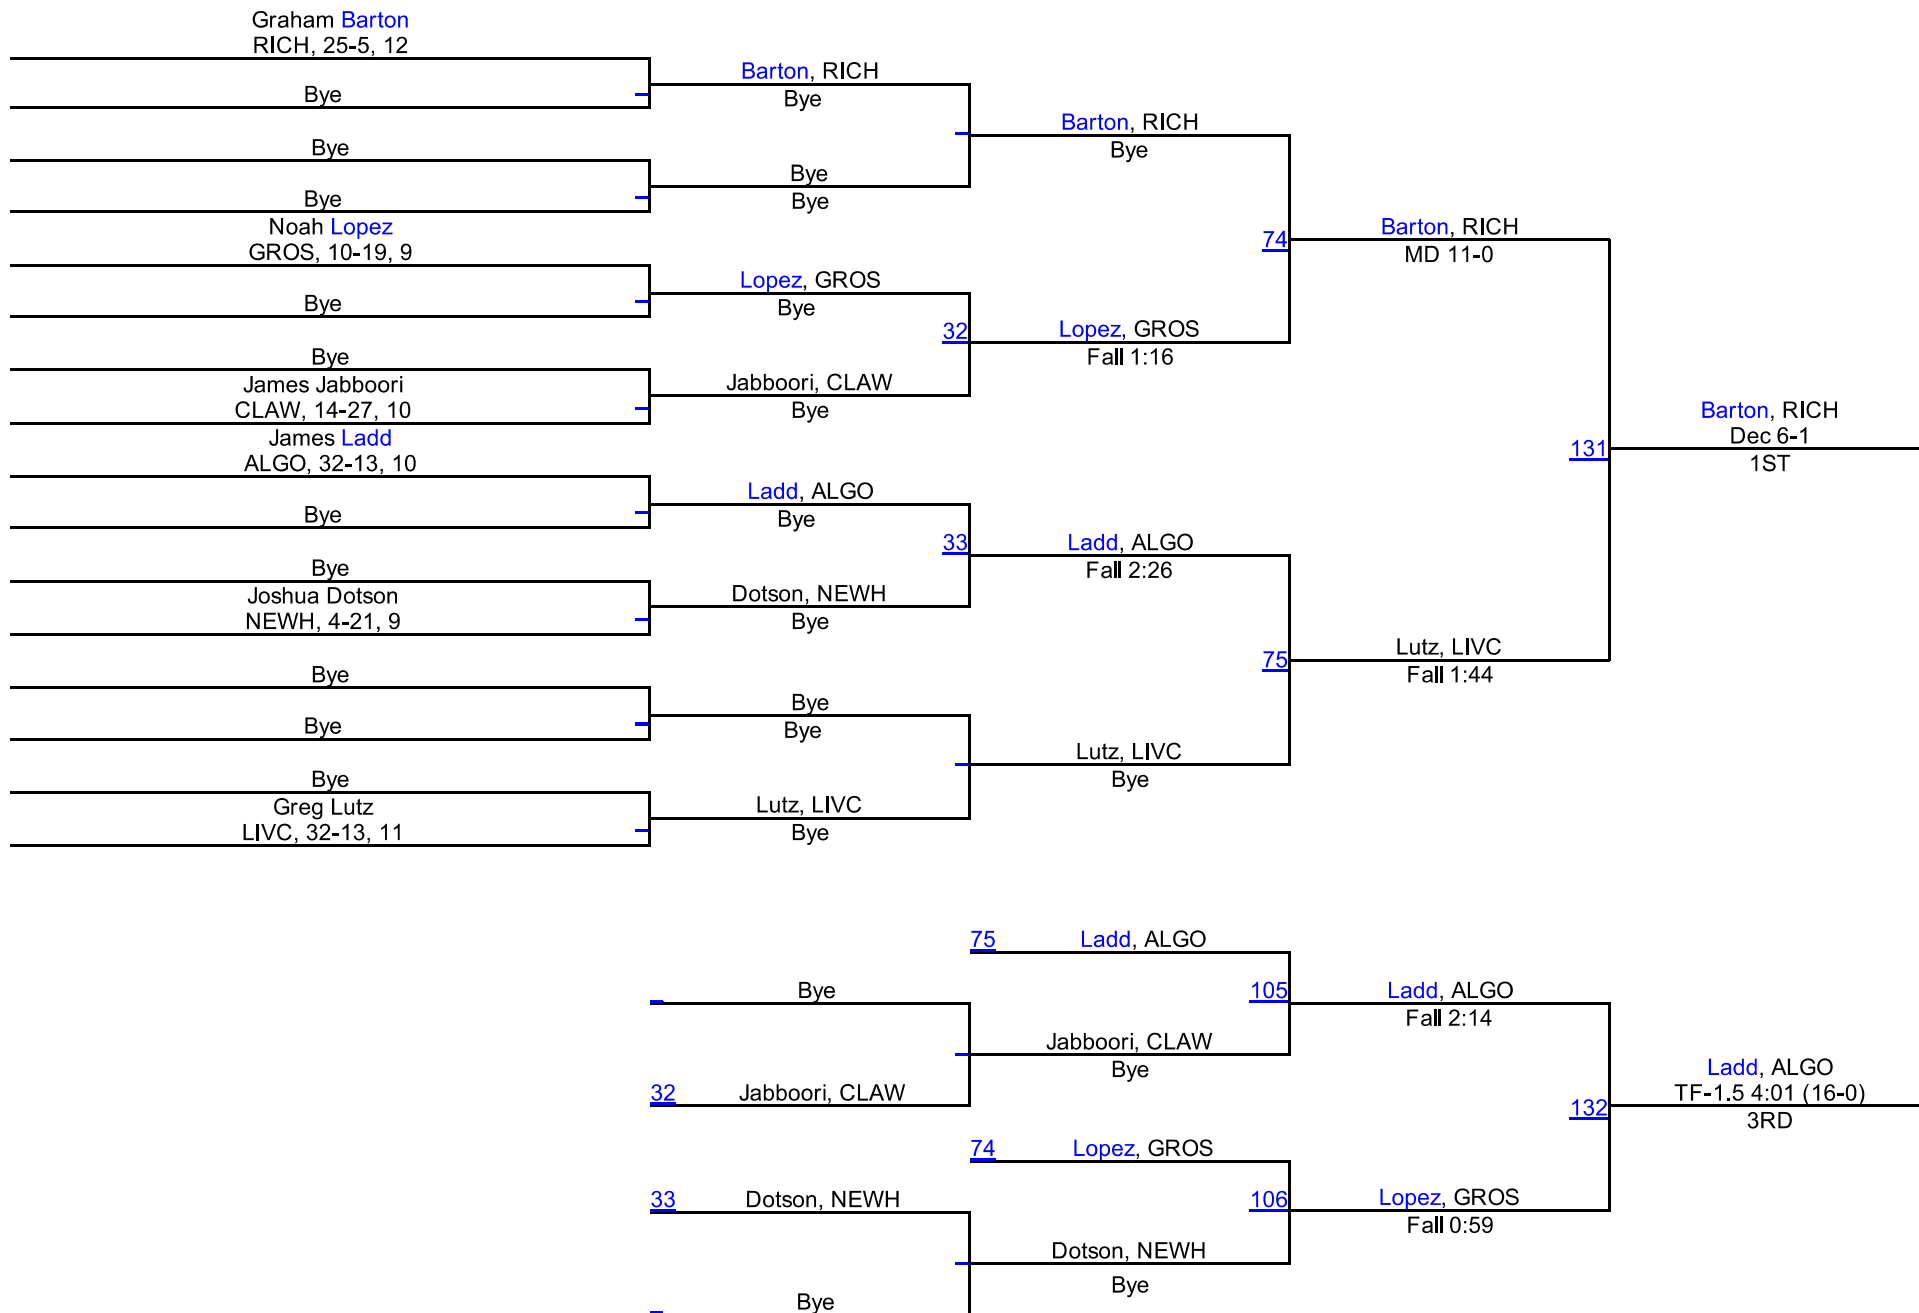 Graham Barton
RICH, 25-5, 12
Bye
Bye
Bye
Noah Lopez
GROS, 10-19, 9
Bye
Bye
James Jabboori
CLAW, 14-27, 10
James Ladd
ALGO, 32-13, 10
Bye
Bye
Joshua Dotson
NEWH, 4-21, 9
Bye
Bye
Bye
Greg Lutz
LIVC, 32-13, 11
Barton, RICH
Bye
Bye
Bye
Lopez, GROS
Bye
32
Jabboori, CLAW
Bye
Ladd, ALGO
Bye
33
Dotson, NEWH
Bye
Bye
Bye
Lutz, LIVC
Bye
Barton, RICH
Bye
74
Lopez, GROS
Fall 1:16
Ladd, ALGO
Fall 2:26
75
Lutz, LIVC
Bye
Barton, RICH
MD 11-0
131
Lutz, LIVC
Fall 1:44
Barton, RICH
Dec 6-1
1ST
75
Ladd, ALGO
Bye
105
Jabboori, CLAW
Bye
32
Jabboori, CLAW
Ladd, ALGO
Fall 2:14
74
Lopez, GROS
33
Dotson, NEWH
106
Dotson, NEWH
Bye
Bye
Lopez, GROS
Fall 0:59
132
Ladd, ALGO
TF-1.5 4:01 (16-0)
3RD